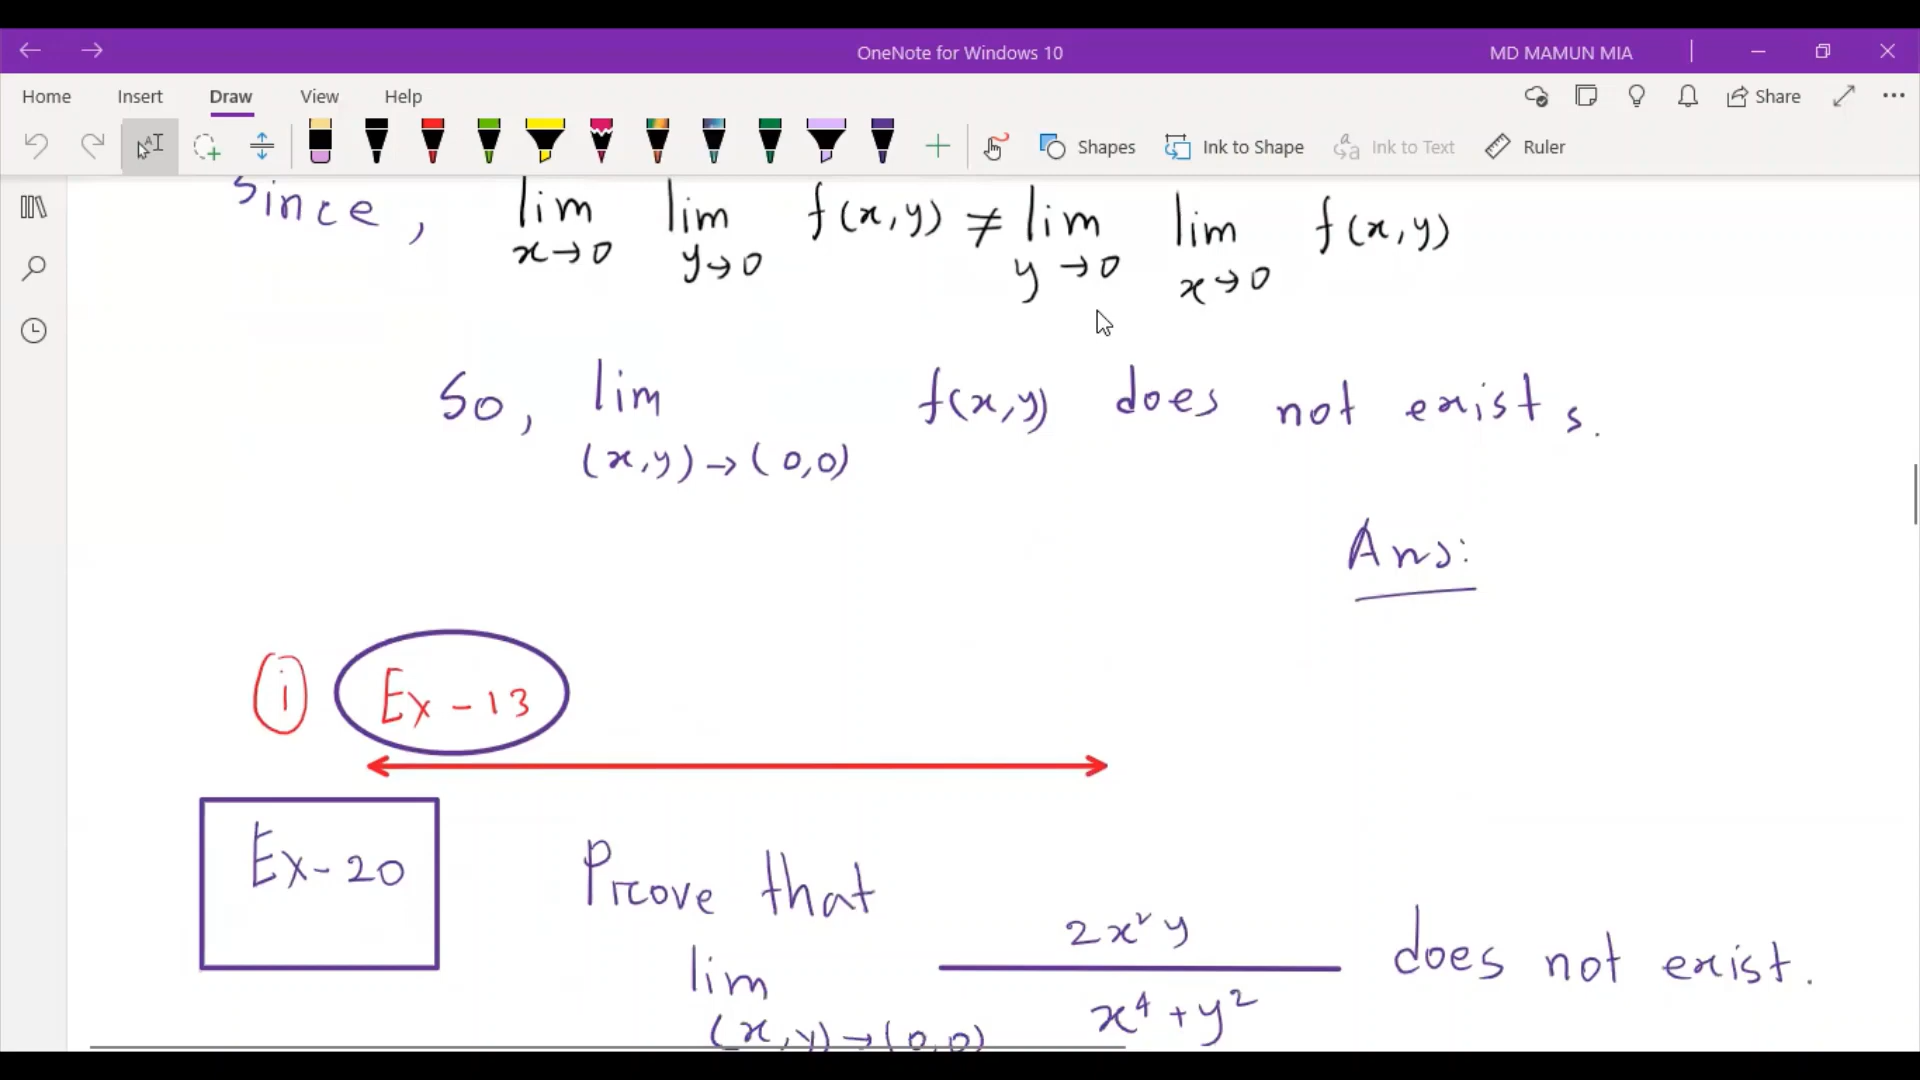 OneNote for Windows 10
MD MAMUN MIA
Home Insert Draw View Help
Share
Shapes Ink to Shape Ink to Text Ruler
Since, lim x→0 lim y→0 f(x,y) ≠ lim y→0 lim x→0 f(x,y)
So, lim (x,y)→(0,0) f(x,y) does not exists.
Ans:
i Ex-13
Ex-20
Prove that
lim (x,y)→(0,0) 2x²y / x⁴+y² does not exist.